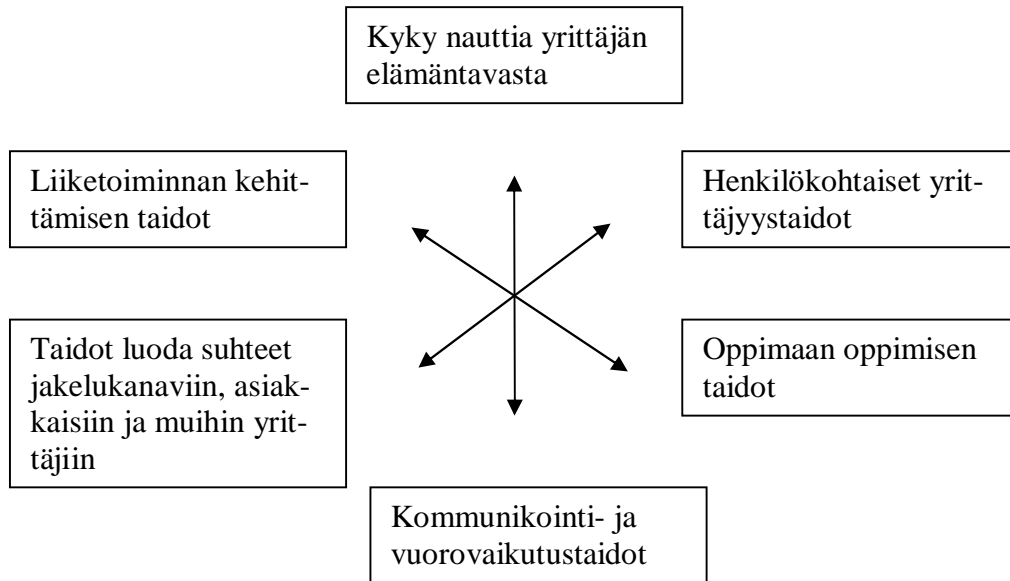 Kyky nauttia yrittäjän
elämäntavasta
Liiketoiminnan kehit-
tämisen taidot
Henkilökohtaiset yrit-
täjyystaidot
Taidot luoda suhteet
jakelukanaviin, asiak-
kaisiin ja muihin yrit-
täjiin
Oppimaan oppimisen
taidot
Kommunikointi- ja
vuorovaikutustaidot